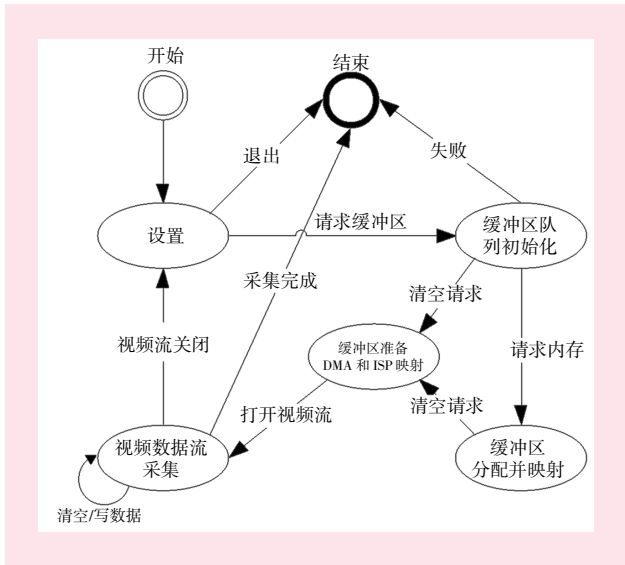 开始
结束
退出
失败
设置
请求缓冲区
缓冲区队
列初始化
采集完成
清空请求
视频流关闭
缓冲区准备
DMA 和 ISP 映射
请求内存
打开视频流
清空请求
视频数据流
采集
缓冲区
分配并映射
清空/写数据